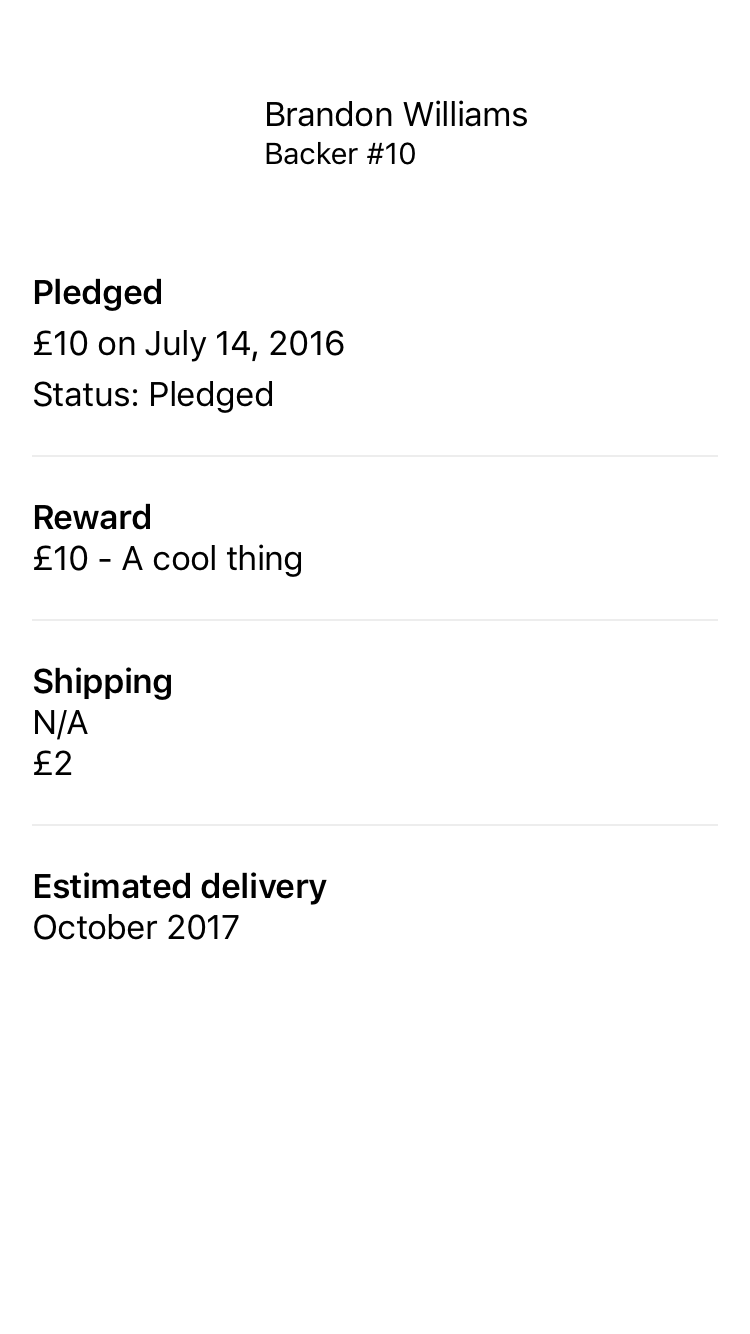 Brandon Williams
Backer #10
Pledged
£10 on July 14, 2016
Status: Pledged
Reward
£10 - A cool thing
Shipping
N/A
£2
Estimated delivery
October 2017